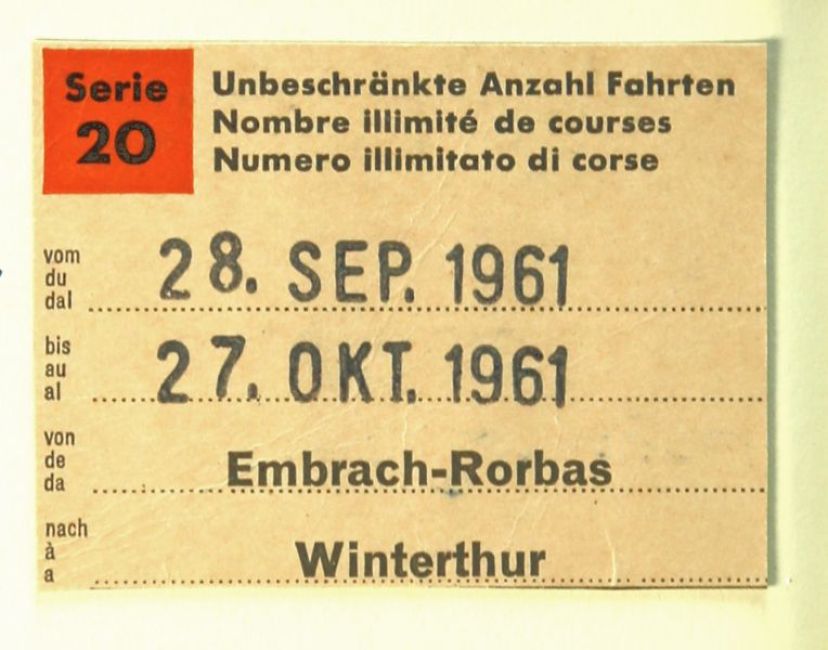 Serie
20
Unbeschränkte Anzahl Fahrten
Nombre illimité de courses
Numero illimitato di corse
vom
du
dal
28. SEP. 1961
bis
au
al
27. OKT. 1961
von
de
da
Embrach-Rorbas
nach
à
a
Winterthur